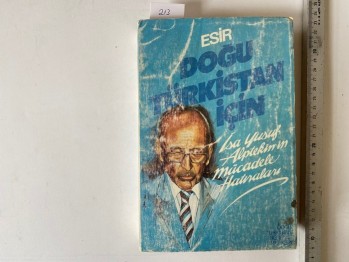 213
ESİR
DOĞU
TÜRKİSTAN
İÇİN
İsa Yusuf
Alptekin'in
Mücadele
Hatıraları